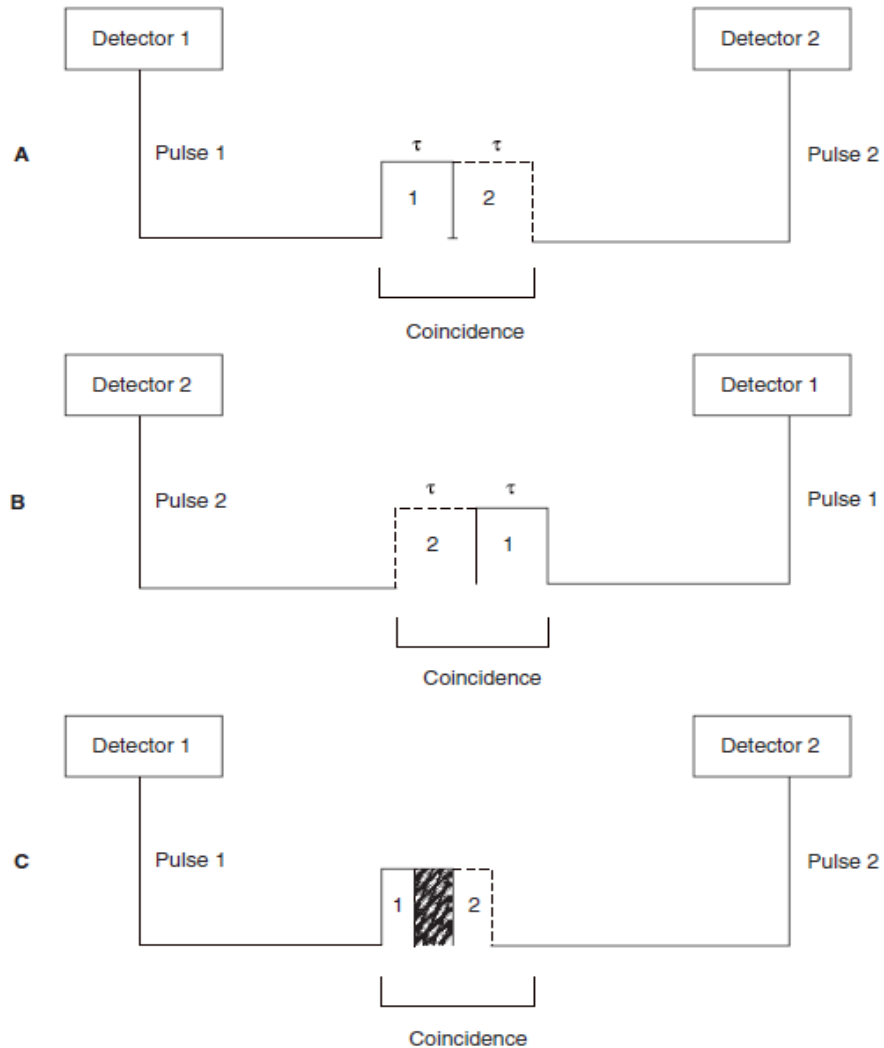 Detector 1 Detector 2
τ τ
A Pulse 1 Pulse 2
1 2
Coincidence
Detector 2 Detector 1
τ τ
B Pulse 2 Pulse 1
2 1
Coincidence
Detector 1 Detector 2
C Pulse 1 Pulse 2
1 2
Coincidence